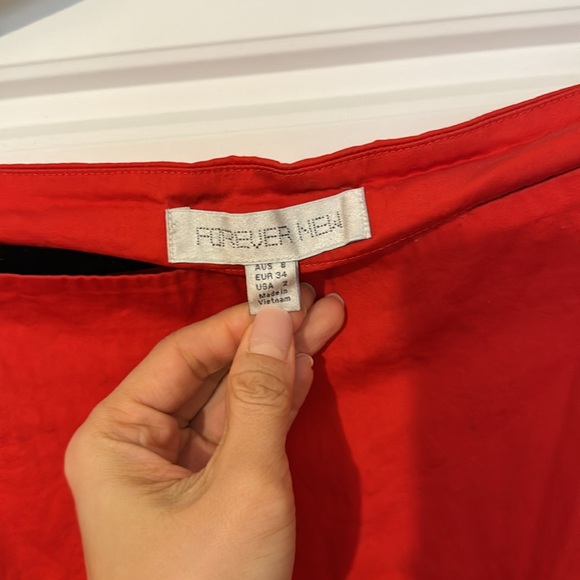 FOREVER NEW
AUS 6
EUR 34
USA 2
Made in
Vietnam